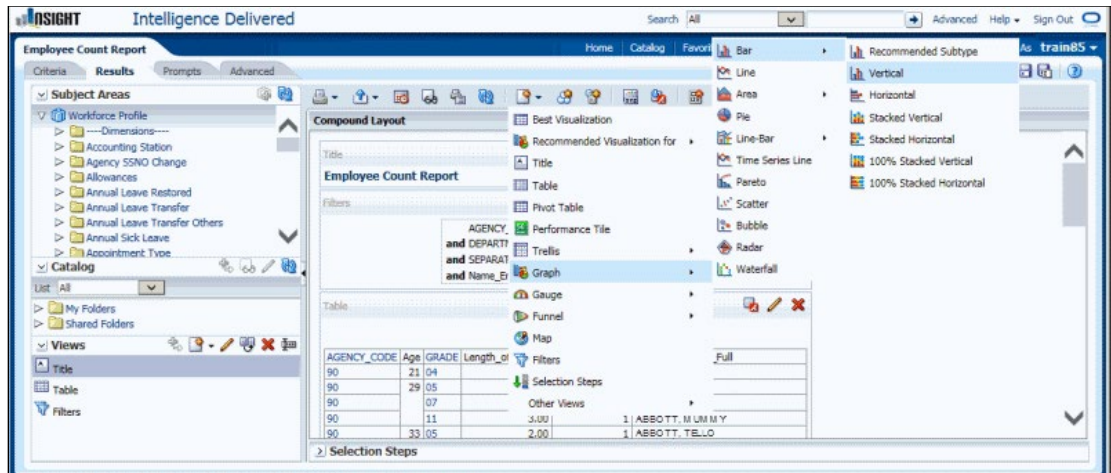 INSIGHT Intelligence Delivered
Search All Advanced Help Sign Out
Employee Count Report
Home Catalog As train85
Criteria Results Prompts Advanced
Subject Areas
Workforce Profile
----Dimensions----
Accounting Station
Agency SSNO Change
Allowances
Annual Leave Restored
Annual Leave Transfer
Annual Leave Transfer Others
Annual Sick Leave
Appointment Type
Catalog
List All
My Folders
Shared Folders
Views
Title
Table
Filters
Compound Layout
Title
Employee Count Report
Filters
AGENCY_
and DEPARTM
and SEPARAT
and Name_E
Table
AGENCY_CODE Age GRADE Length_o _Full
90 21 04
90 29 05
90 07
90 11 3.00 1 ABBOTT, MUMMY
90 33 05 2.00 1 ABBOTT, TELLO
Selection Steps
Best Visualization
Recommended Visualization for
Title
Table
Pivot Table
Performance Tile
Trellis
Graph
Gauge
Funnel
Map
Filters
Selection Steps
Other Views
Bar
Line
Area
Pie
Line-Bar
Time Series Line
Pareto
Scatter
Bubble
Radar
Waterfall
Recommended Subtype
Vertical
Horizontal
Stacked Vertical
Stacked Horizontal
100% Stacked Vertical
100% Stacked Horizontal